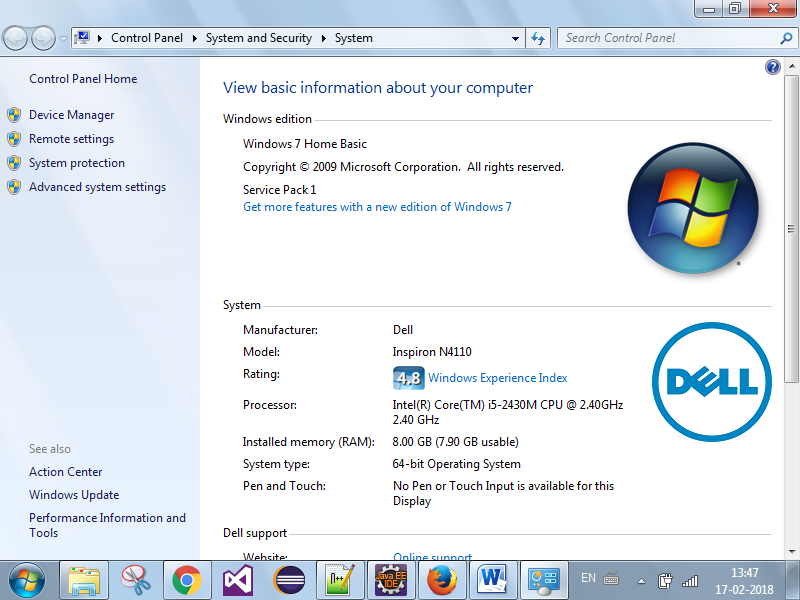 Control Panel System and Security System
Search Control Panel
Control Panel Home
Device Manager
Remote settings
System protection
Advanced system settings
See also
Action Center
Windows Update
Performance Information and
Tools
View basic information about your computer
Windows edition
Windows 7 Home Basic
Copyright © 2009 Microsoft Corporation.  All rights reserved.
Service Pack 1
Get more features with a new edition of Windows 7
System
Manufacturer: Dell
Model: Inspiron N4110
Rating: 4.8 Windows Experience Index
Processor: Intel(R) Core(TM) i5-2430M CPU @ 2.40GHz
2.40 GHz
Installed memory (RAM): 8.00 GB (7.90 GB usable)
System type: 64-bit Operating System
Pen and Touch: No Pen or Touch Input is available for this
Display
DELL
Dell support
Website: Online support
n++
Java EE
IDE
W
EN
13:47
17-02-2018